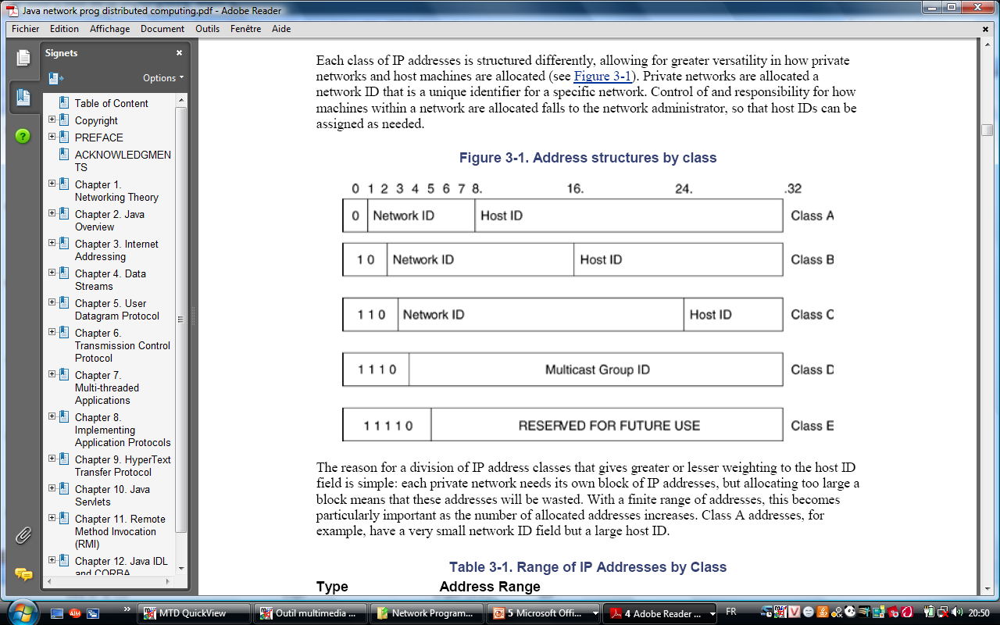 Java network prog distributed computing.pdf - Adobe Reader
Fichier Edition Affichage Document Outils Fenêtre Aide
Signets
Options
Table of Content
Copyright
PREFACE
ACKNOWLEDGMEN
TS
Chapter 1.
Networking Theory
Chapter 2. Java
Overview
Chapter 3. Internet
Addressing
Chapter 4. Data
Streams
Chapter 5. User
Datagram Protocol
Chapter 6.
Transmission Control
Protocol
Chapter 7.
Multi-threaded
Applications
Chapter 8.
Implementing
Application Protocols
Chapter 9. HyperText
Transfer Protocol
Chapter 10. Java
Servlets
Chapter 11. Remote
Method Invocation
(RMI)
Chapter 12. Java IDL
and CORBA
Each class of IP addresses is structured differently, allowing for greater versatility in how private
networks and host machines are allocated (see Figure 3-1). Private networks are allocated a
network ID that is a unique identifier for a specific network. Control of and responsibility for how
machines within a network are allocated falls to the network administrator, so that host IDs can be
assigned as needed.
Figure 3-1. Address structures by class
0 1 2 3 4 5 6 7 8. 16. 24. .32
0 Network ID Host ID Class A
1 0 Network ID Host ID Class B
1 1 0 Network ID Host ID Class C
1 1 1 0 Multicast Group ID Class D
1 1 1 1 0 RESERVED FOR FUTURE USE Class E
The reason for a division of IP address classes that gives greater or lesser weighting to the host ID
field is simple: each private network needs its own block of IP addresses, but allocating too large a
block means that these addresses will be wasted. With a finite range of addresses, this becomes
particularly important as the number of allocated addresses increases. Class A addresses, for
example, have a very small network ID field but a large host ID.
Table 3-1. Range of IP Addresses by Class
Type Address Range
MTD QuickView Outil multimedia ... Network Program... 5 Microsoft Offi... 4 Adobe Reader ... FR 20:50